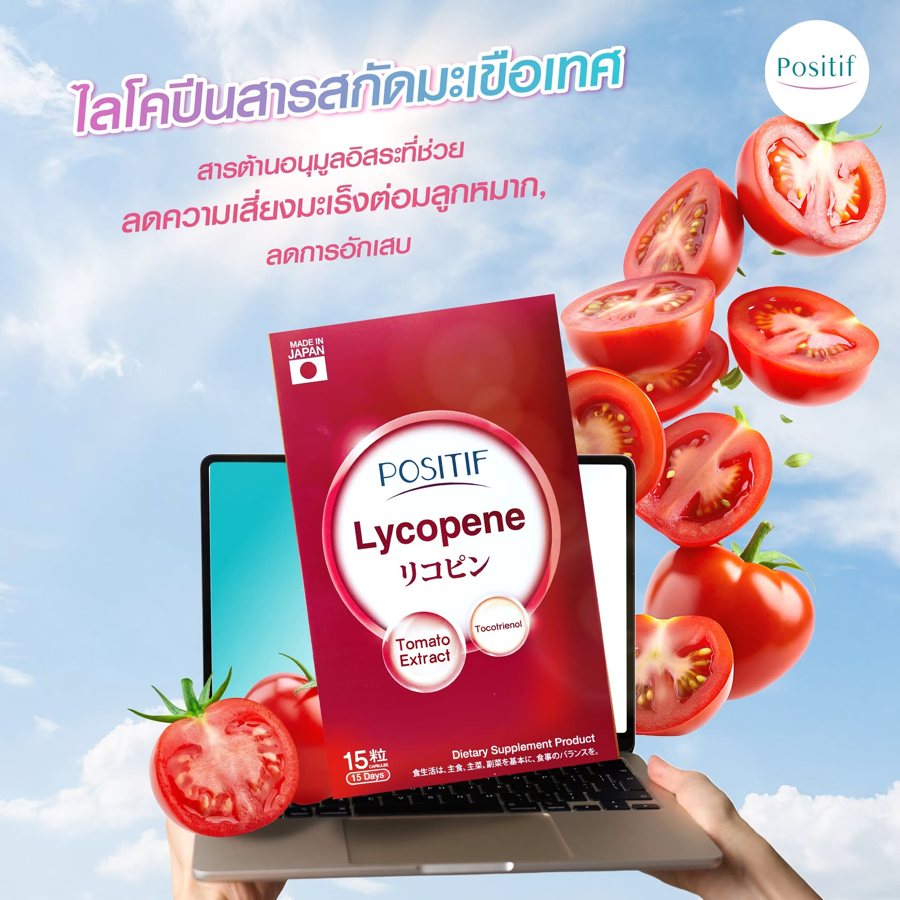 Positif
ไลโคปีนสารสกัดมะเขือเทศ
สารต้านอนุมูลอิสระที่ช่วย
ลดความเสี่ยงมะเร็งต่อมลูกหมาก,
ลดการอักเสบ
MADE IN
JAPAN
POSITIF
Lycopene
リコピン
Tomato
Extract
Tocotrienol
15粒
CAPSULES
15 Days
Dietary Supplement Product
食生活は、主食、主菜、副菜を基本に、食事のバランスを。